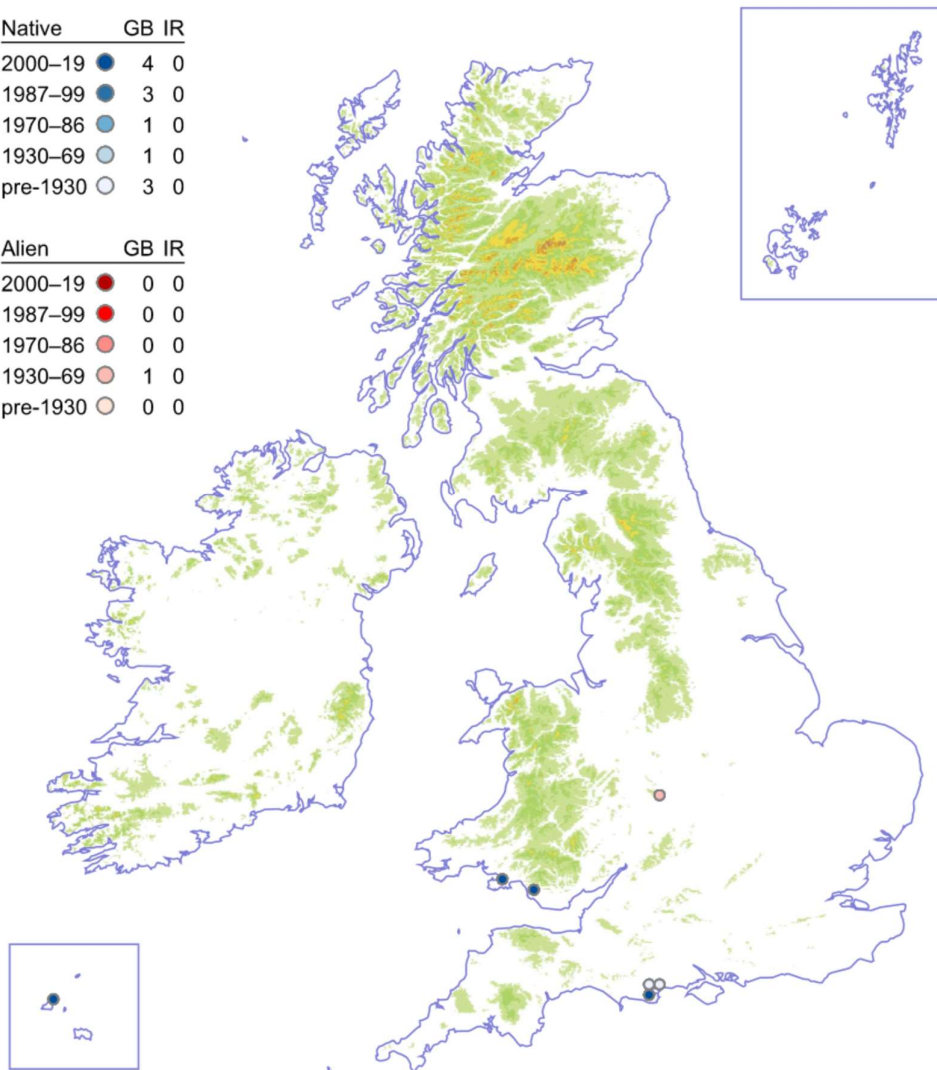 Native GB IR
2000–19 4 0
1987–99 3 0
1970–86 1 0
1930–69 1 0
pre-1930 3 0
Alien GB IR
2000–19 0 0
1987–99 0 0
1970–86 0 0
1930–69 1 0
pre-1930 0 0